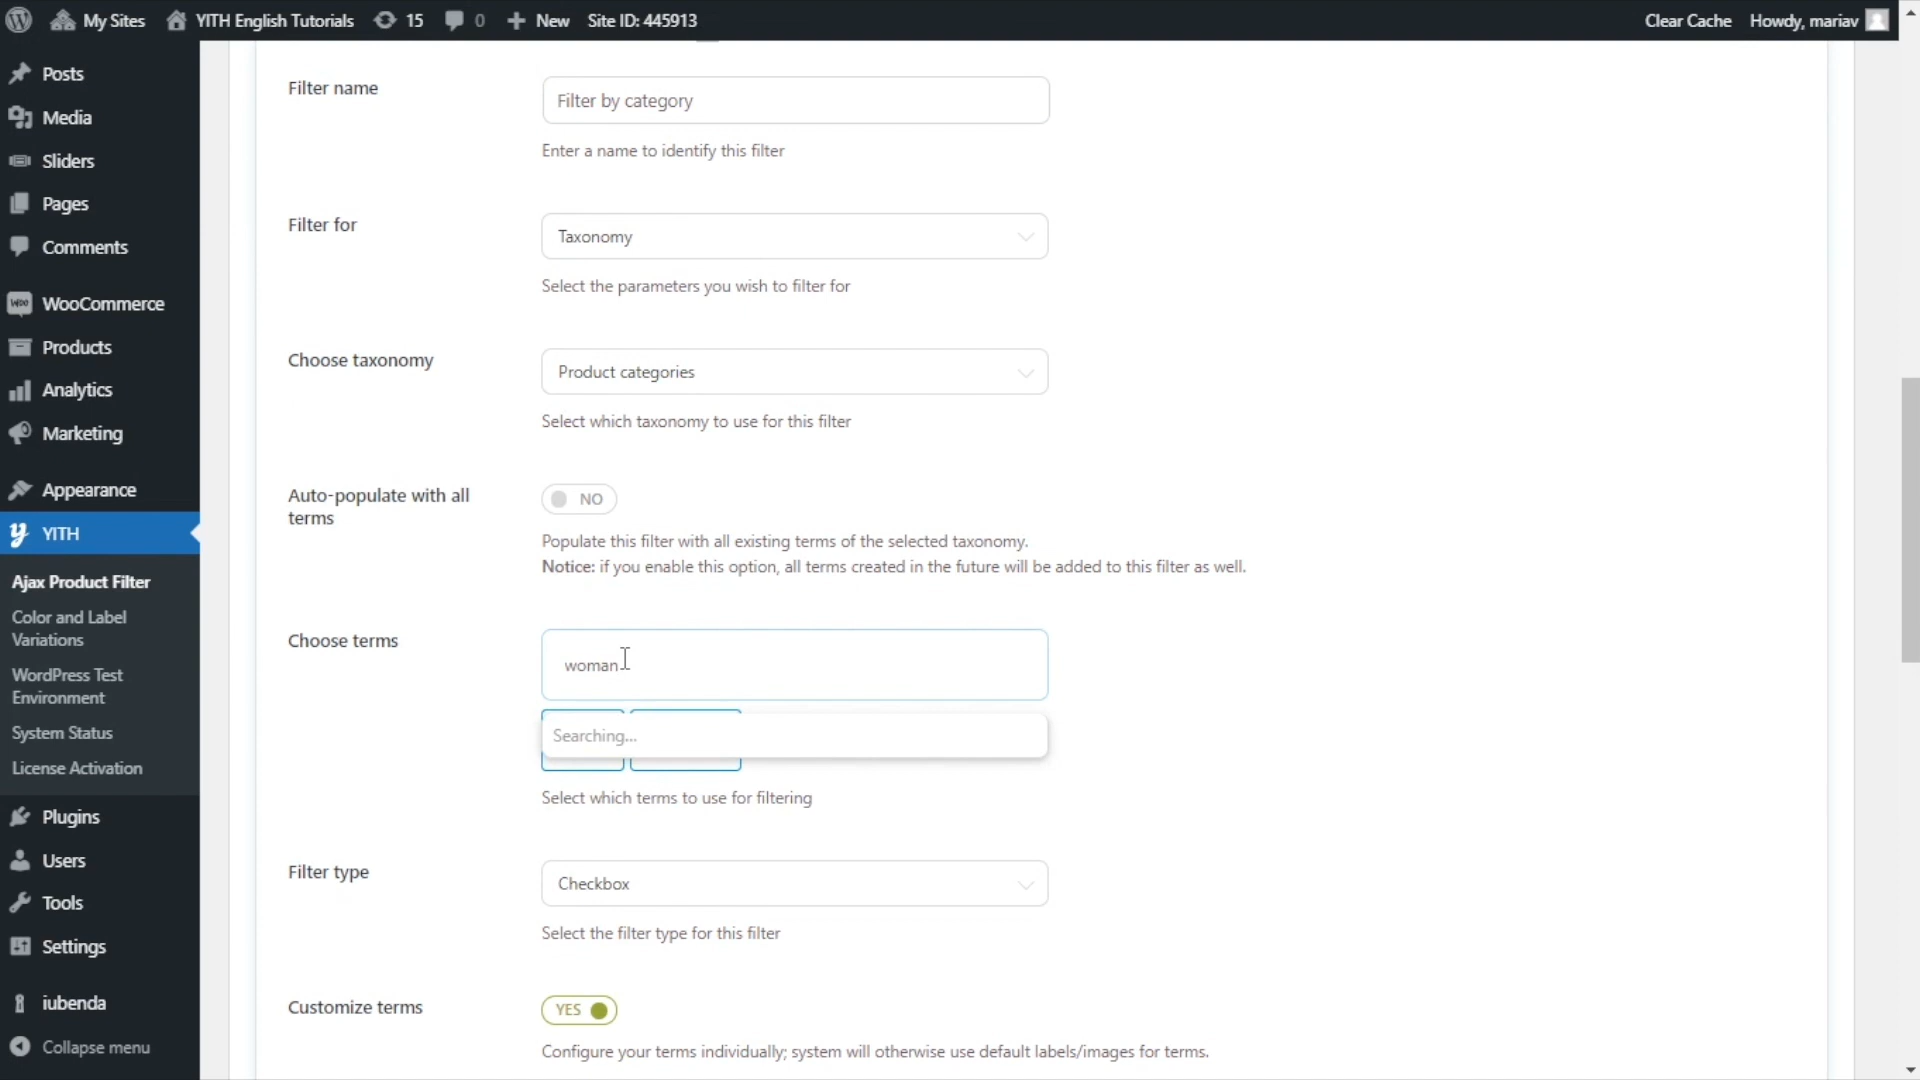 My Sites
YITH English Tutorials
15
0
New
Site ID: 445913
Clear Cache
Howdy, mariav
Posts
Media
Sliders
Pages
Comments
WooCommerce
Products
Analytics
Marketing
Appearance
YITH
Ajax Product Filter
Color and Label
Variations
WordPress Test
Environment
System Status
License Activation
Plugins
Users
Tools
Settings
iubenda
Collapse menu
Filter name
Filter by category
Enter a name to identify this filter
Filter for
Taxonomy
Select the parameters you wish to filter for
Choose taxonomy
Product categories
Select which taxonomy to use for this filter
Auto-populate with all
terms
NO
Populate this filter with all existing terms of the selected taxonomy.
Notice: if you enable this option, all terms created in the future will be added to this filter as well.
Choose terms
woman
Searching...
Select which terms to use for filtering
Filter type
Checkbox
Select the filter type for this filter
Customize terms
YES
Configure your terms individually; system will otherwise use default labels/images for terms.